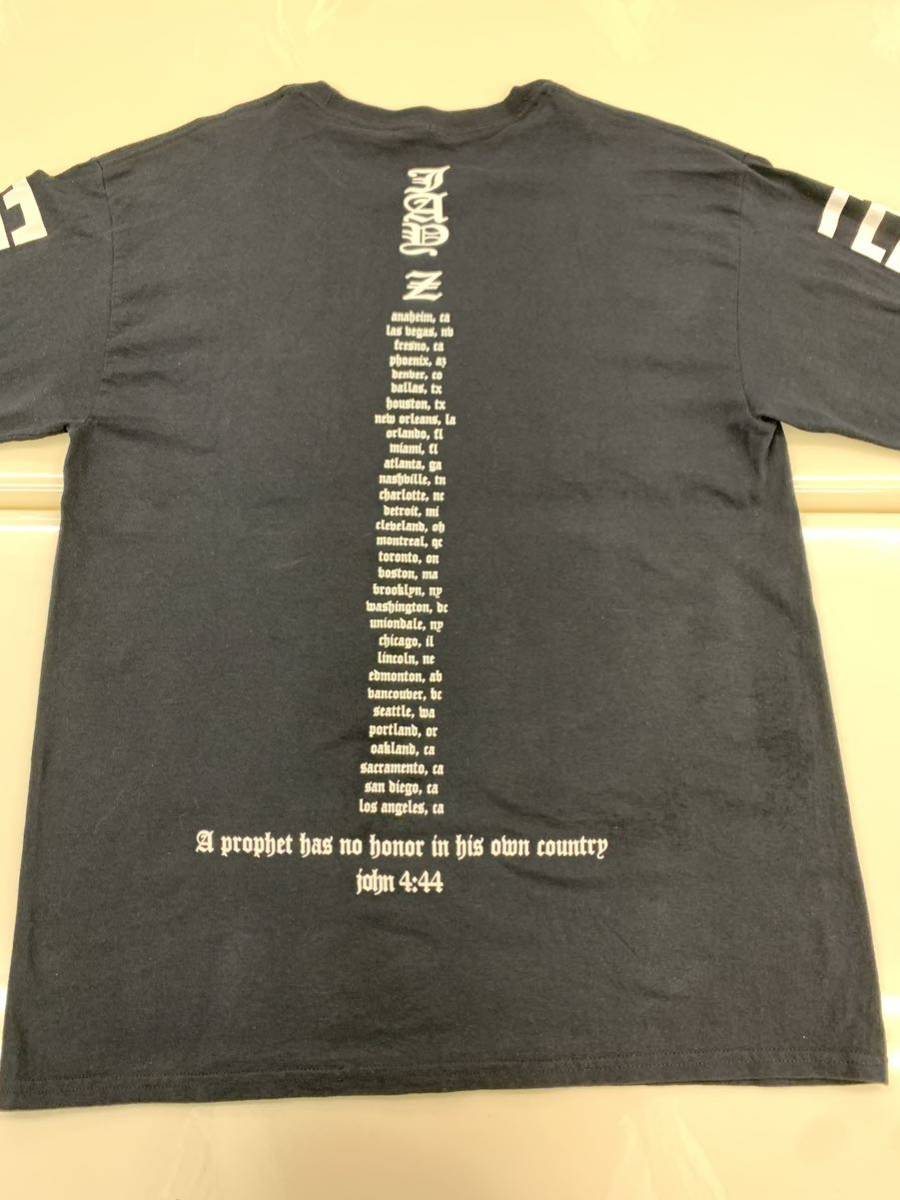 JAY Z
anaheim, ca
las vegas, nv
fresno, ca
phoenix, az
denver, co
dallas, tx
houston, tx
new orleans, la
orlando, fl
miami, fl
atlanta, ga
nashville, tn
charlotte, nc
detroit, mi
cleveland, oh
montreal, qc
toronto, on
boston, ma
brooklyn, ny
washington, dc
uniondale, ny
chicago, il
lincoln, ne
edmonton, ab
vancouver, bc
seattle, wa
portland, or
oakland, ca
sacramento, ca
san diego, ca
los angeles, ca
A prophet has no honor in his own country
john 4:44